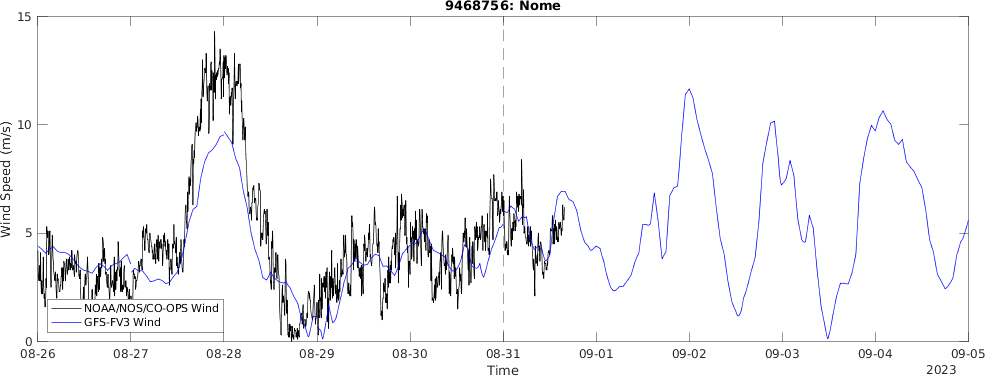 9468756: Nome
15
10
5
0
Wind Speed (m/s)
NOAA/NOS/CO-OPS Wind
GFS-FV3 Wind
08-26 08-27 08-28 08-29 08-30 08-31 09-01 09-02 09-03 09-04 09-05
Time
2023